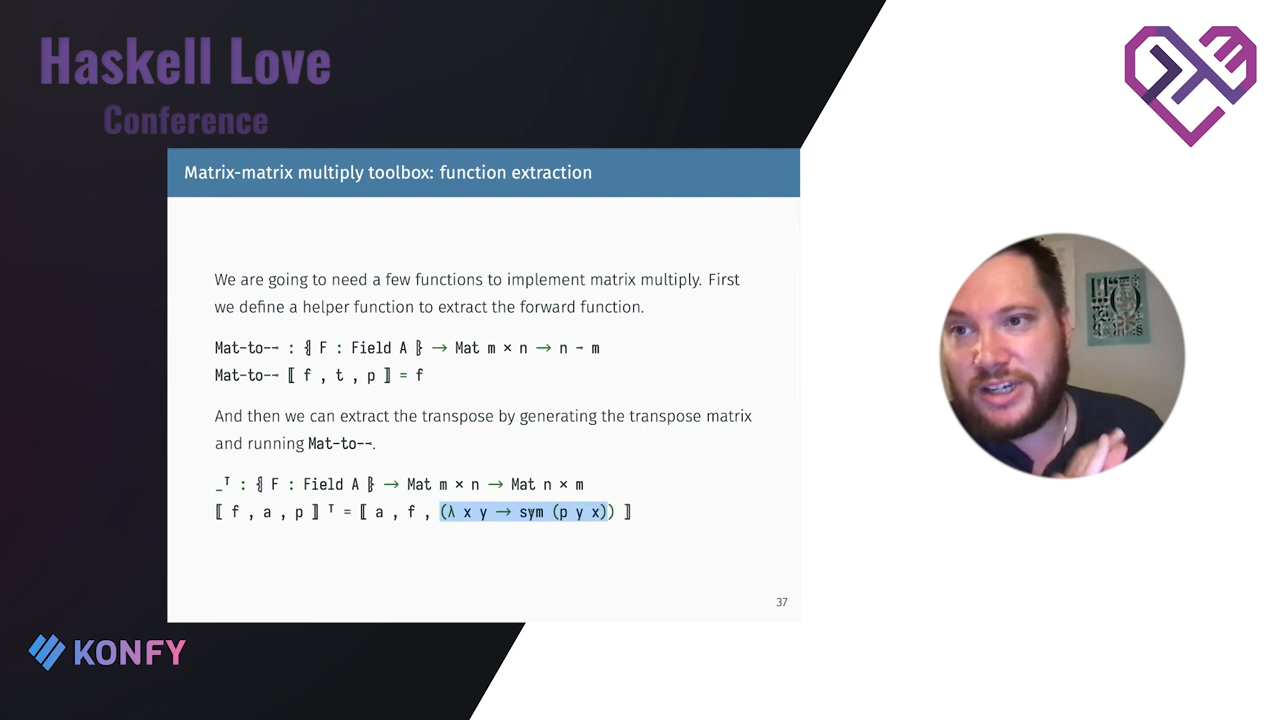 Haskell Love
Conference
Matrix-matrix multiply toolbox: function extraction
We are going to need a few functions to implement matrix multiply. First
we define a helper function to extract the forward function.
Mat-to-⊸ : ⦃ F : Field A ⦄ → Mat m × n → n ⊸ m
Mat-to-⊸ ⟦ f , t , p ⟧ = f
And then we can extract the transpose by generating the transpose matrix
and running Mat-to-⊸.
_ᵀ : ⦃ F : Field A ⦄ → Mat m × n → Mat n × m
⟦ f , a , p ⟧ ᵀ = ⟦ a , f , (λ x y → sym (p y x)) ⟧
37
KONFY